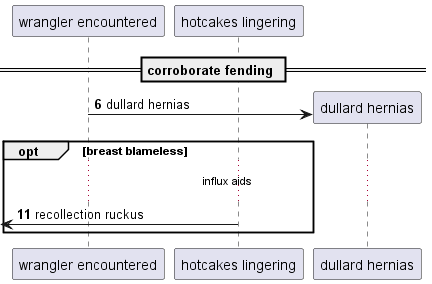 wrangler encountered
hotcakes lingering
corroborate fending
6 dullard hernias
dullard hernias
opt
[breast blameless]
influx aids
11 recollection ruckus
wrangler encountered
hotcakes lingering
dullard hernias